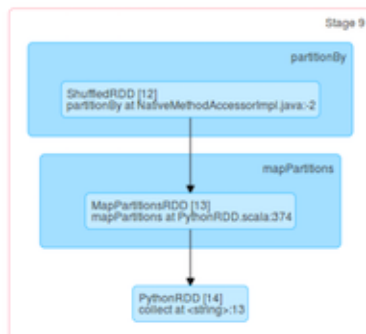 Stage 9
partitionBy
ShuffledRDD [12]
partitionBy at NativeMethodAccessorImpl.java:-2
mapPartitions
MapPartitionsRDD [13]
mapPartitions at PythonRDD.scala:374
PythonRDD [14]
collect at <string>:13